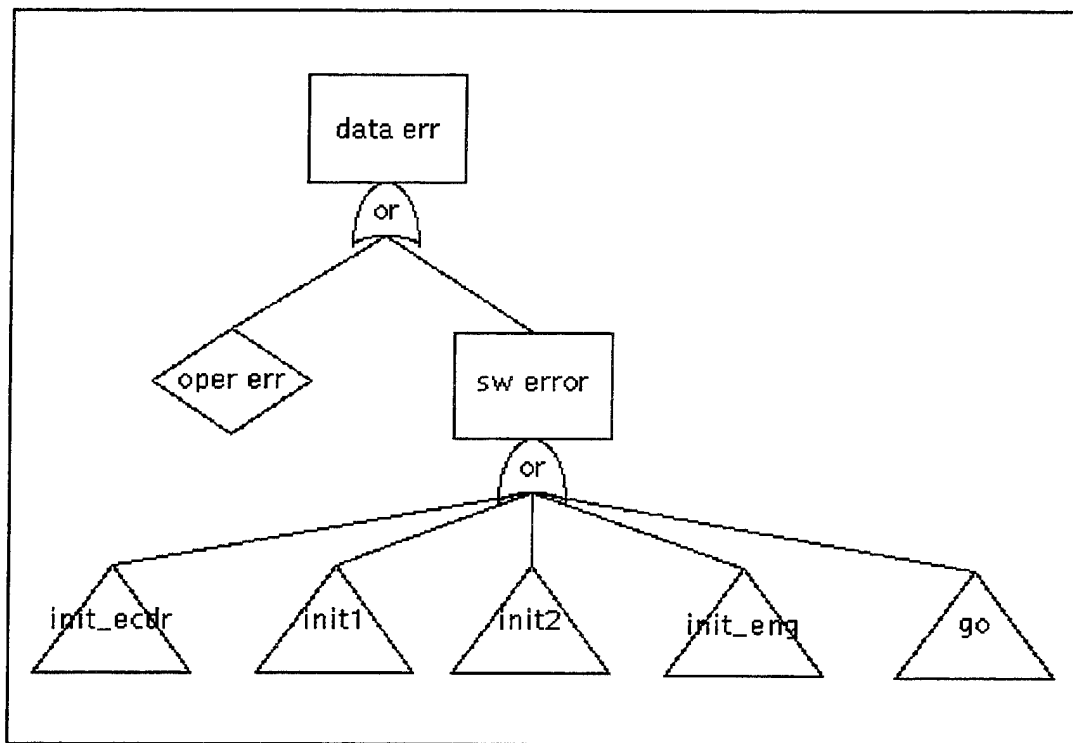 data err
or
oper err
sw error
or
init_ecdr
init1
init2
init_eng
go